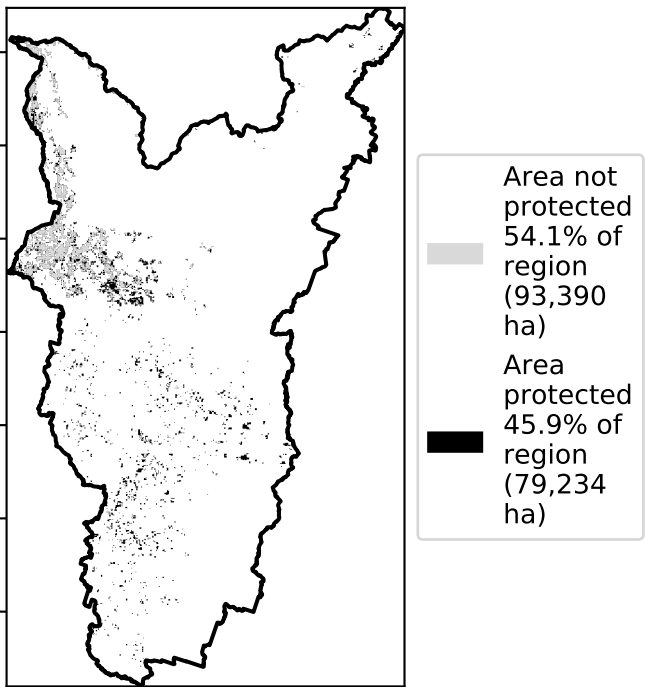 Area not
protected
54.1% of
region
(93,390
ha)
Area
protected
45.9% of
region
(79,234
ha)